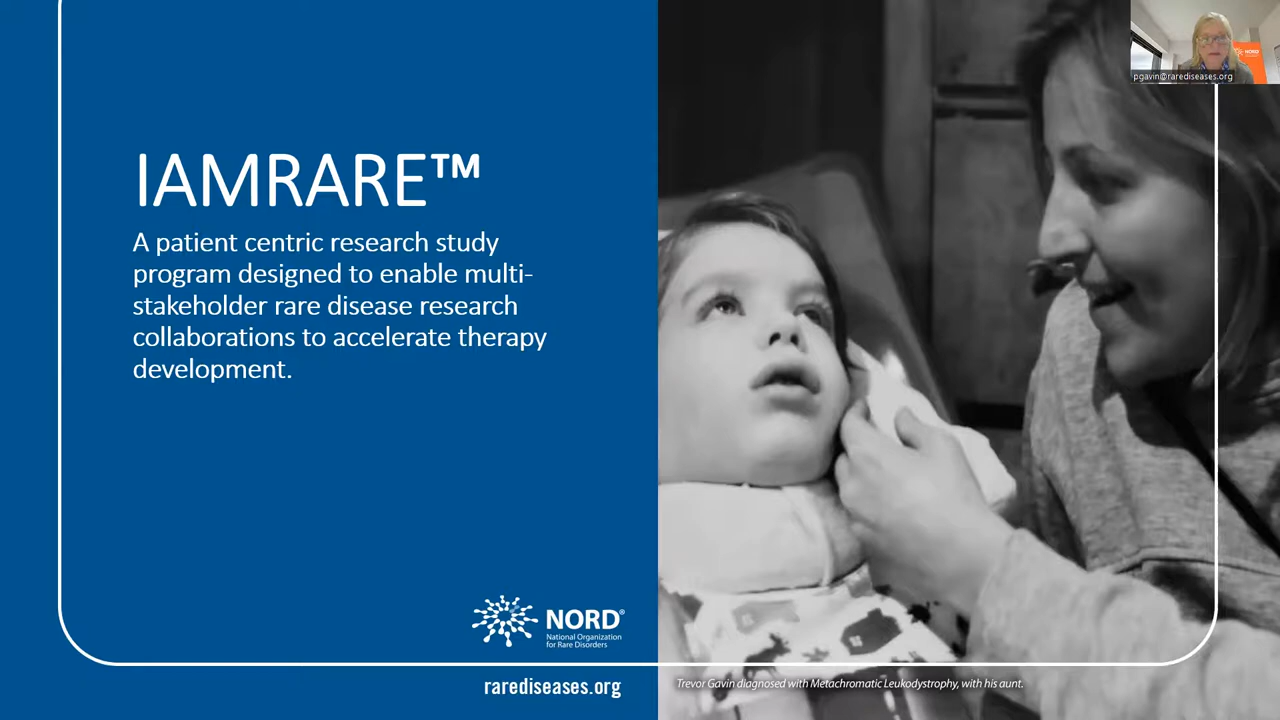 IAMRARE™
A patient centric research study
program designed to enable multi-
stakeholder rare disease research
collaborations to accelerate therapy
development.
NORD®
National Organization
for Rare Disorders
rarediseases.org
Trevor Gavin diagnosed with Metachromatic Leukodystrophy, with his aunt.
NORD
pgavin@rarediseases.org